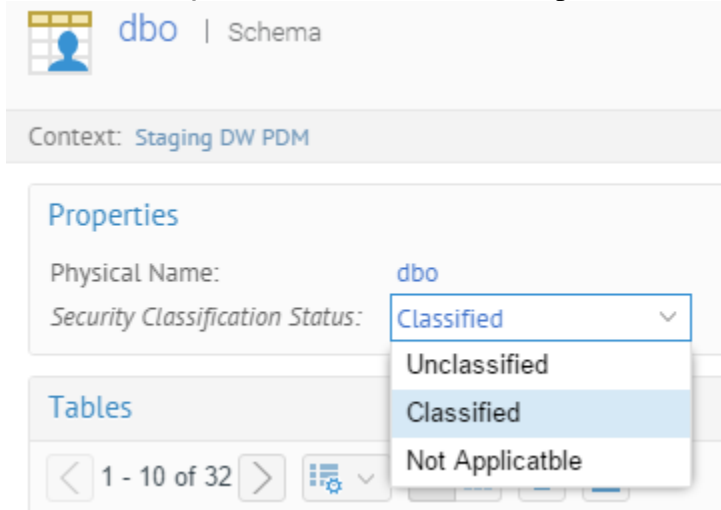 dbo | Schema
Context: Staging DW PDM
Properties
Physical Name: dbo
Security Classification Status: Classified
Unclassified
Classified
Not Applicatble
Tables
1 - 10 of 32